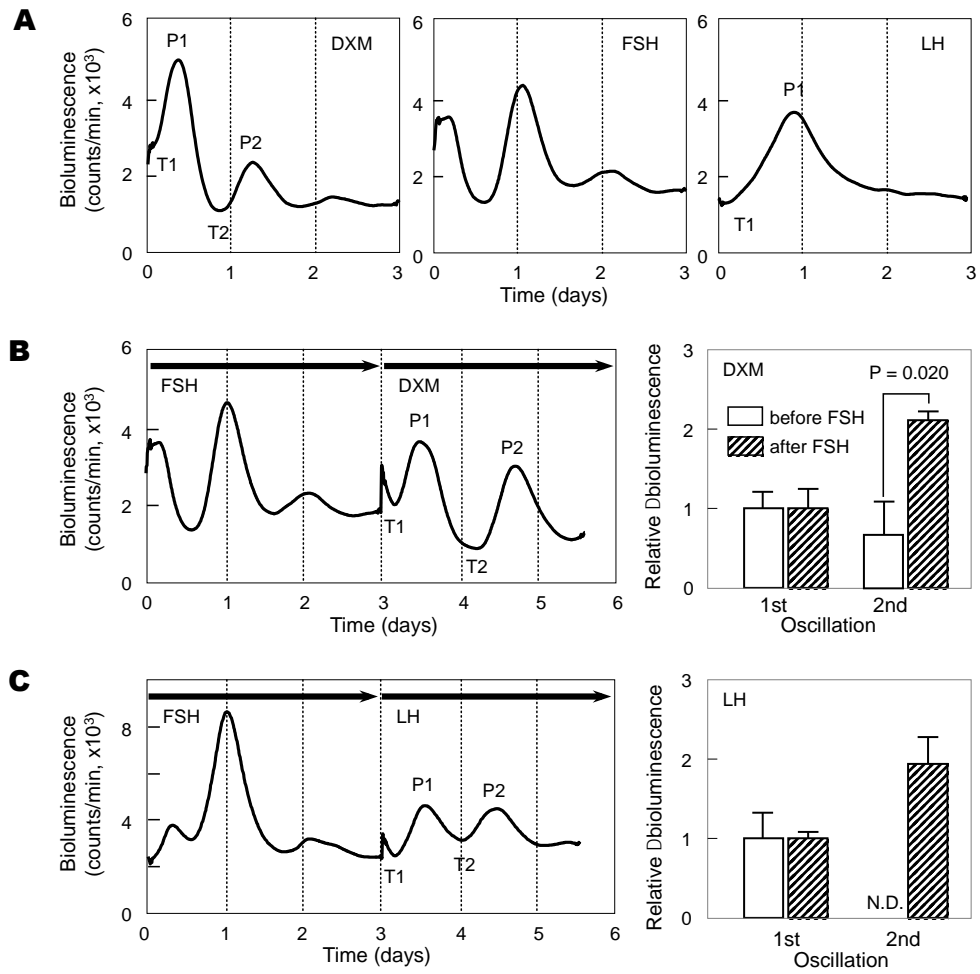 A
Bioluminescence
(counts/min, x10³)
6
4
2
0
P1
DXM
T1
P2
T2
0 1 2 3
6
4
2
0
FSH
0 1 2 3
Time (days)
6
4
2
0
LH
P1
T1
0 1 2 3
B
Bioluminescence
(counts/min, x10³)
6
4
2
0
FSH
DXM
P1
P2
T1
T2
0 1 2 3 4 5 6
Time (days)
Relative Dbioluminescence
3
2
1
0
DXM
P = 0.020
before FSH
after FSH
1st 2nd
Oscillation
C
Bioluminescence
(counts/min, x10³)
8
4
0
FSH
LH
P1
P2
T1
T2
0 1 2 3 4 5 6
Time (days)
Relative Dbioluminescence
3
2
1
0
LH
N.D.
1st 2nd
Oscillation